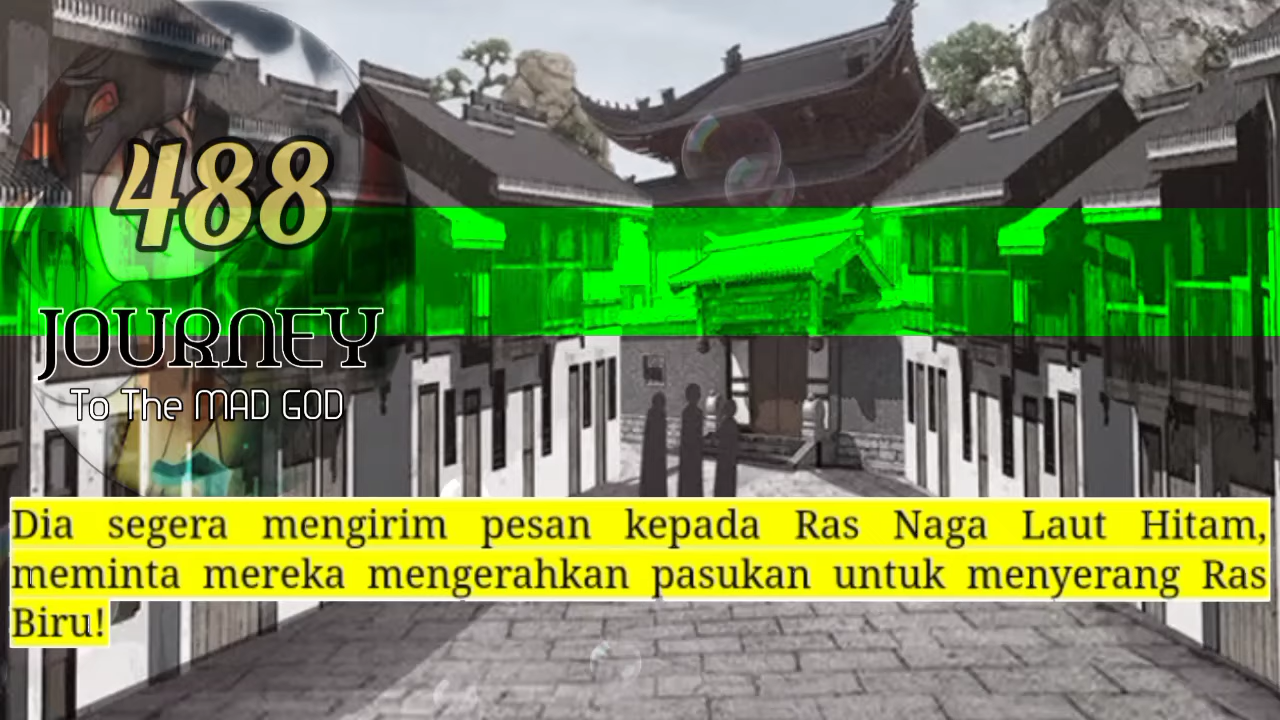 488
JOURNEY
To The MAD GOD
Dia segera mengirim pesan kepada Ras Naga Laut Hitam,
meminta mereka mengerahkan pasukan untuk menyerang Ras
Biru!